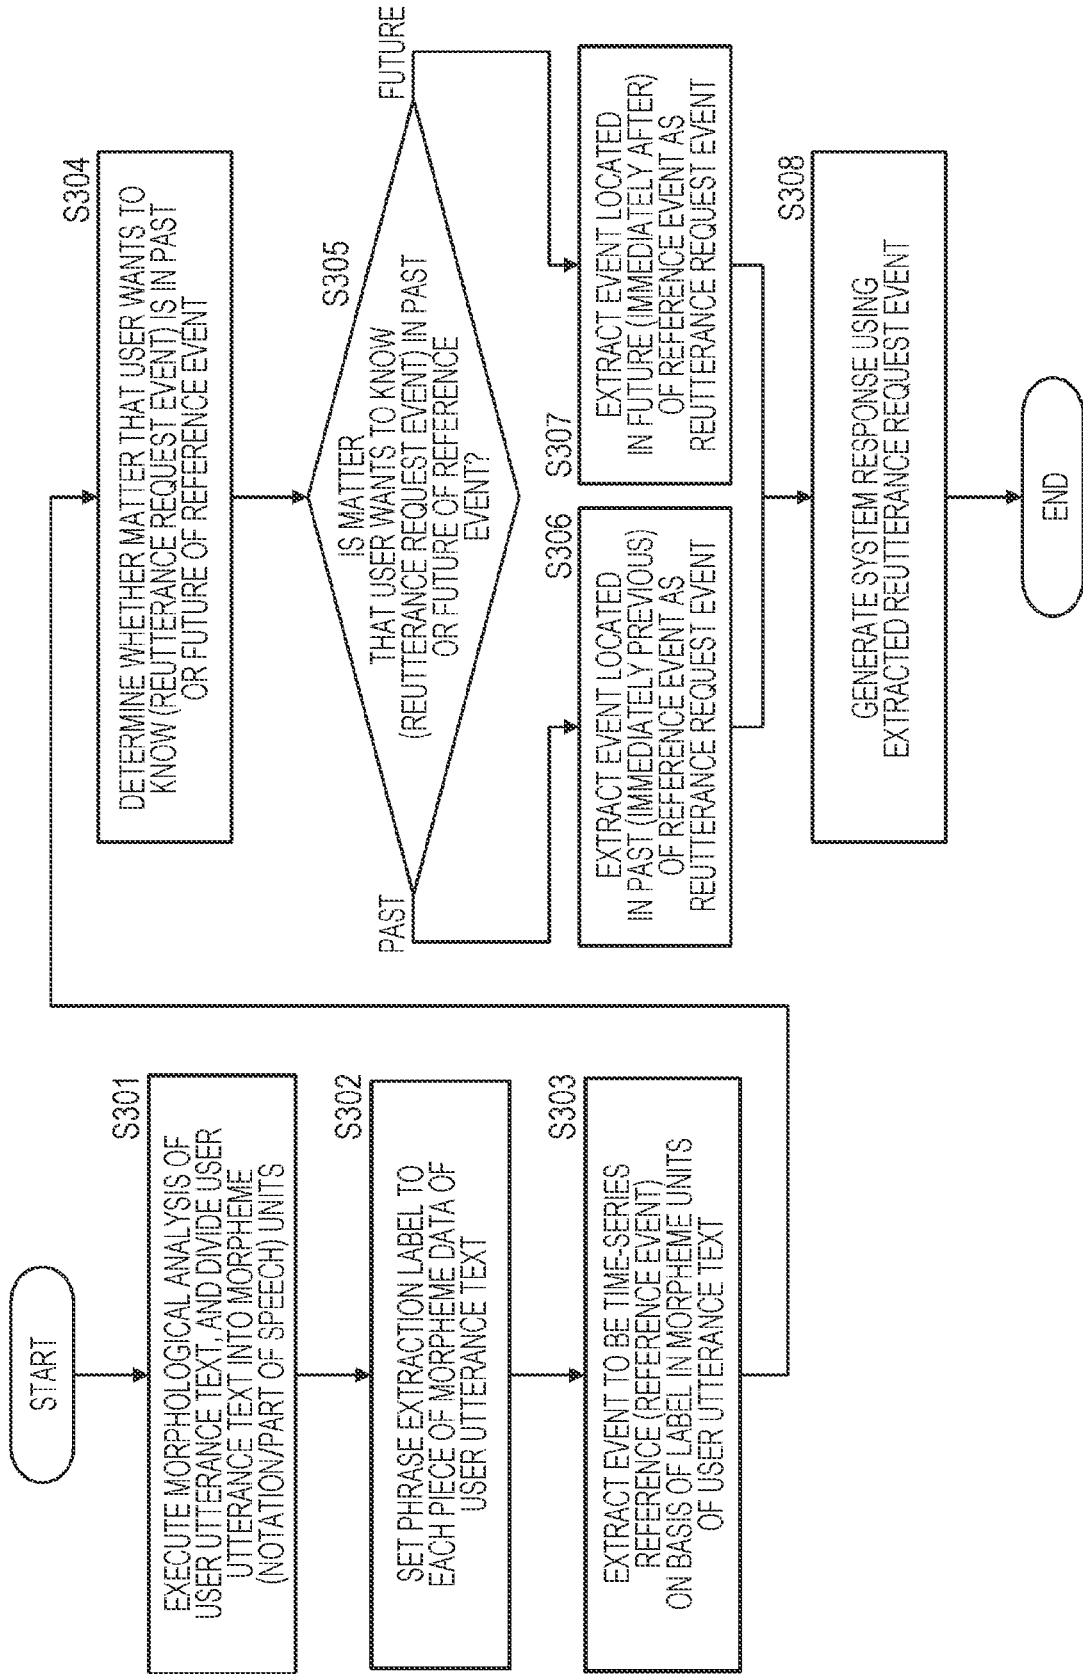 START
S301
EXECUTE MORPHOLOGICAL ANALYSIS OF
USER UTTERANCE TEXT, AND DIVIDE USER
UTTERANCE TEXT INTO MORPHEME
(NOTATION/PART OF SPEECH) UNITS
S302
SET PHRASE EXTRACTION LABEL TO
EACH PIECE OF MORPHEME DATA OF
USER UTTERANCE TEXT
S303
EXTRACT EVENT TO BE TIME-SERIES
REFERENCE (REFERENCE EVENT)
ON BASIS OF LABEL IN MORPHEME UNITS
OF USER UTTERANCE TEXT
S304
DETERMINE WHETHER MATTER THAT USER WANTS TO
KNOW (REUTTERANCE REQUEST EVENT) IS IN PAST
OR FUTURE OF REFERENCE EVENT
S305
IS MATTER
THAT USER WANTS TO KNOW
(REUTTERANCE REQUEST EVENT) IN PAST
OR FUTURE OF REFERENCE
EVENT?
PAST
FUTURE
S306
EXTRACT EVENT LOCATED
IN PAST (IMMEDIATELY PREVIOUS)
OF REFERENCE EVENT AS
REUTTERANCE REQUEST EVENT
S307
EXTRACT EVENT LOCATED
IN FUTURE (IMMEDIATELY AFTER)
OF REFERENCE EVENT AS
REUTTERANCE REQUEST EVENT
S308
GENERATE SYSTEM RESPONSE USING
EXTRACTED REUTTERANCE REQUEST EVENT
END